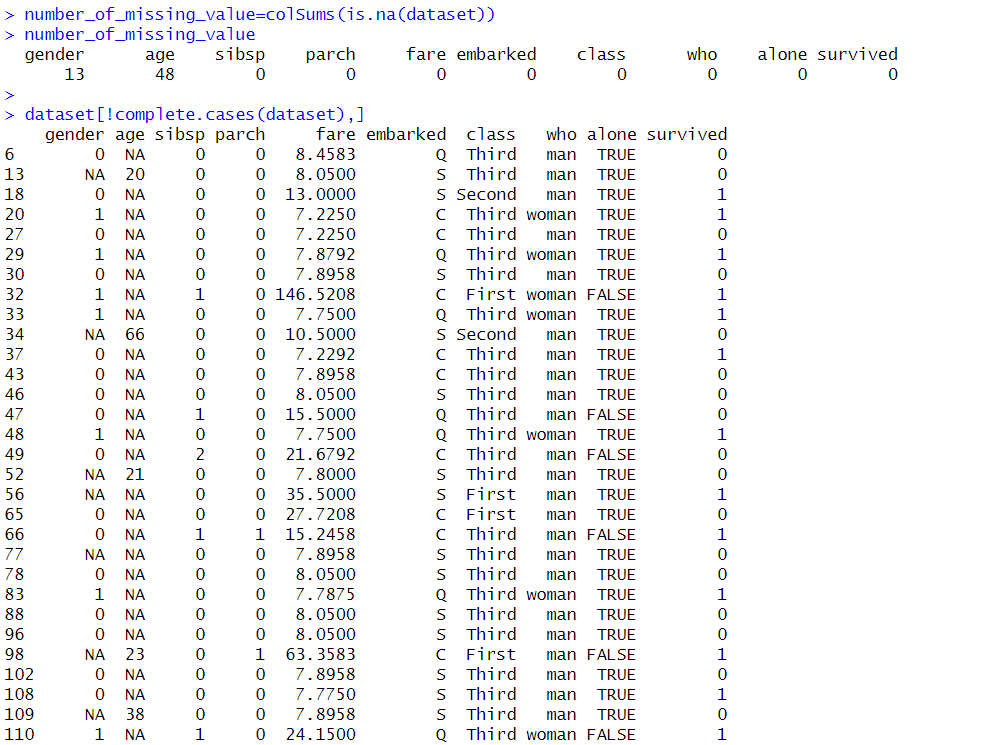 > number_of_missing_value=colSums(is.na(dataset))
> number_of_missing_value
gender age sibsp parch fare embarked class who alone survived
13 48 0 0 0 0 0 0 0 0
>
> dataset[!complete.cases(dataset),]
gender age sibsp parch fare embarked class who alone survived
6 0 NA 0 0 8.4583 Q Third man TRUE 0
13 NA 20 0 0 8.0500 S Third man TRUE 0
18 0 NA 0 0 13.0000 S Second man TRUE 1
20 1 NA 0 0 7.2250 C Third woman TRUE 1
27 0 NA 0 0 7.2250 C Third man TRUE 0
29 1 NA 0 0 7.8792 Q Third woman TRUE 1
30 0 NA 0 0 7.8958 S Third man TRUE 0
32 1 NA 1 0 146.5208 C First woman FALSE 1
33 1 NA 0 0 7.7500 Q Third woman TRUE 1
34 NA 66 0 0 10.5000 S Second man TRUE 0
37 0 NA 0 0 7.2292 C Third man TRUE 1
43 0 NA 0 0 7.8958 C Third man TRUE 0
46 0 NA 0 0 8.0500 S Third man TRUE 0
47 0 NA 1 0 15.5000 Q Third man FALSE 0
48 1 NA 0 0 7.7500 Q Third woman TRUE 1
49 0 NA 2 0 21.6792 C Third man FALSE 0
52 NA 21 0 0 7.8000 S Third man TRUE 0
56 NA NA 0 0 35.5000 S First man TRUE 1
65 0 NA 0 0 27.7208 C First man TRUE 0
66 0 NA 1 1 15.2458 C Third man FALSE 1
77 NA NA 0 0 7.8958 S Third man TRUE 0
78 0 NA 0 0 8.0500 S Third man TRUE 0
83 1 NA 0 0 7.7875 Q Third woman TRUE 1
88 0 NA 0 0 8.0500 S Third man TRUE 0
96 0 NA 0 0 8.0500 S Third man TRUE 0
98 NA 23 0 1 63.3583 C First man FALSE 1
102 0 NA 0 0 7.8958 S Third man TRUE 0
108 0 NA 0 0 7.7750 S Third man TRUE 1
109 NA 38 0 0 7.8958 S Third man TRUE 0
110 1 NA 1 0 24.1500 Q Third woman FALSE 1